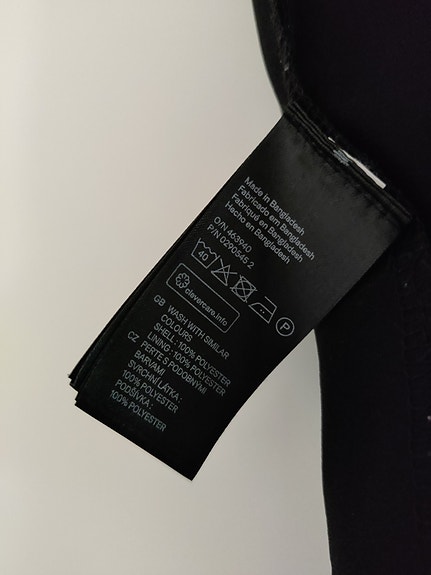 Made in Bangladesh
Fabricado em Bangladesh
Fabriqué en Bangladesh
Hecho en Bangladesh
O/N 463940
P/N 0290545 2
40 P
clevercare.info
GB WASH WITH SIMILAR
COLOURS
SHELL : 100% POLYESTER
LINING : 100% POLYESTER
CZ PERTE S PODOBNÝMI
BARVAMI
SVRCHNÍ LÁTKA :
100% POLYESTER
PODŠÍVKA :
100% POLYESTER